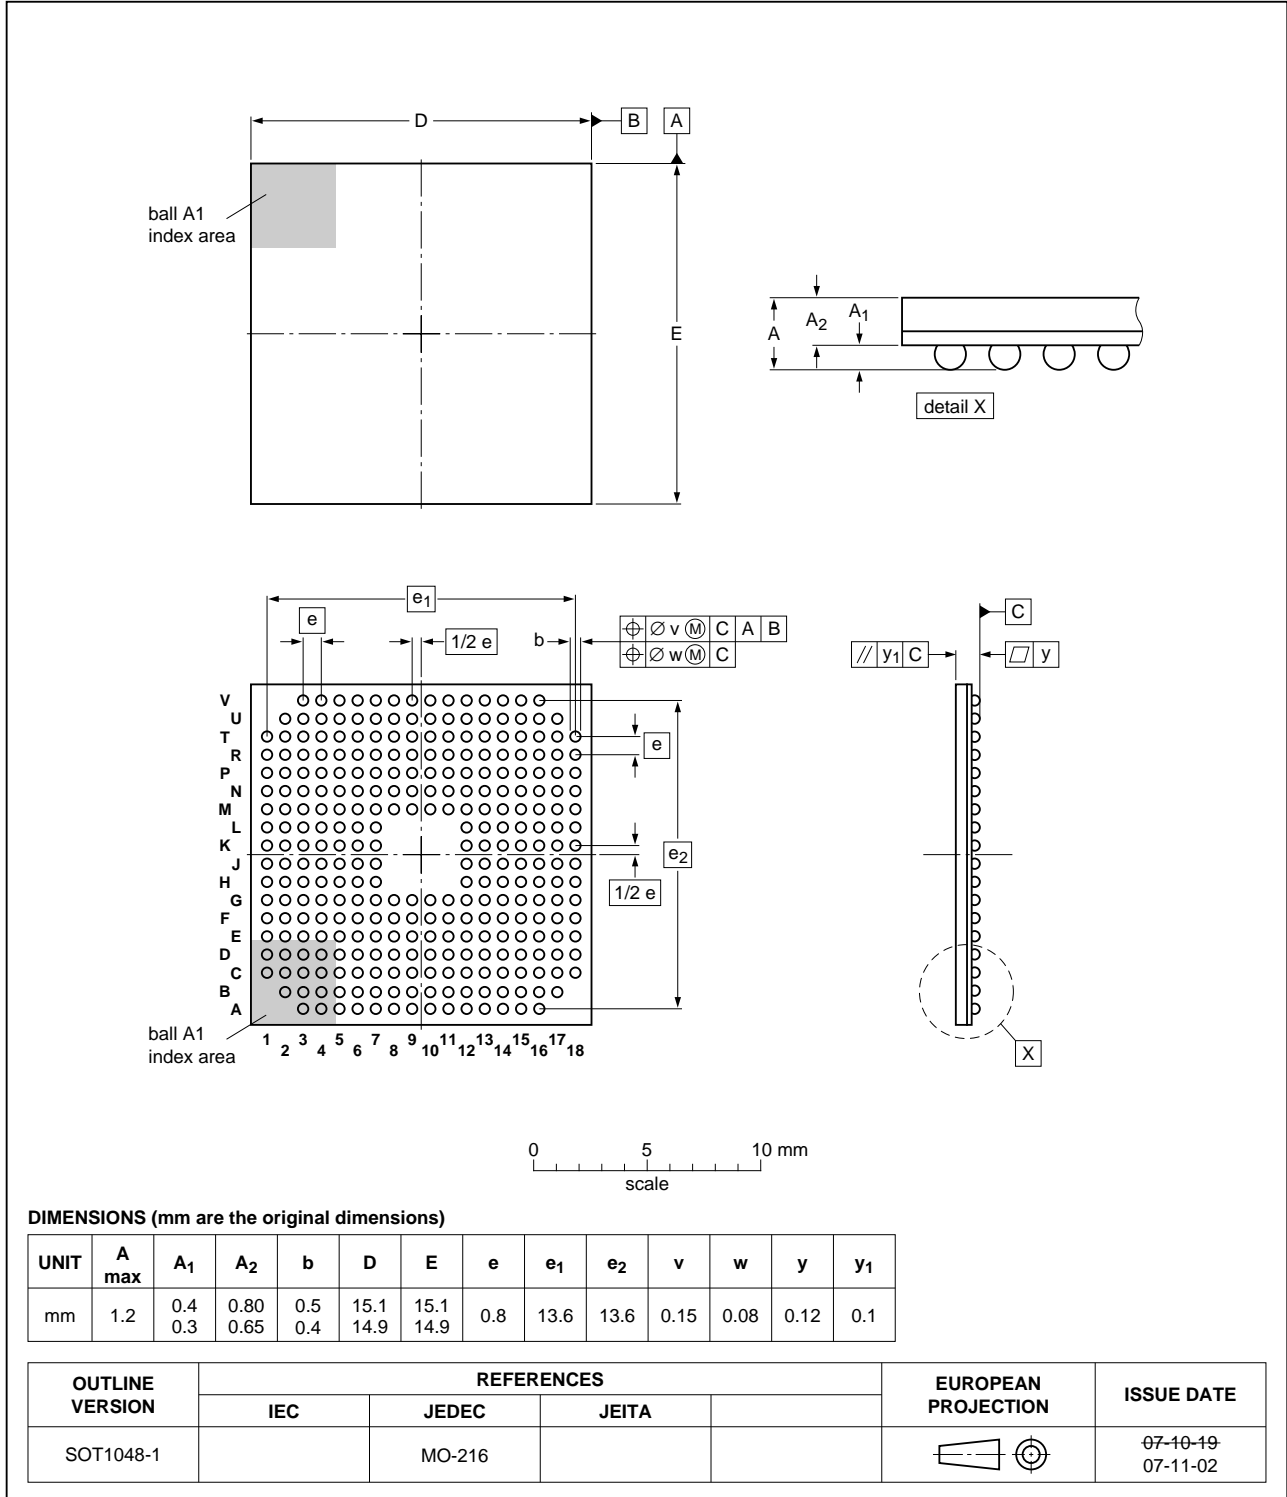 D
B
A
ball A1
index area
E
A
A2
A1
detail X
e1
e
1/2 e
b
⌖ ∅ v Ⓜ C A B
⌖ ∅ w Ⓜ C
C
// y1 C
y
V
U
T
R
P
N
M
L
K
J
H
G
F
E
D
C
B
A
e
e2
1/2 e
ball A1
index area
1 3 5 7 9 11 13 15 17
2 4 6 8 10 12 14 16 18
X
0 5 10 mm
scale
DIMENSIONS (mm are the original dimensions)
UNIT A max A1 A2 b D E e e1 e2 v w y y1
mm 1.2 0.4 0.3 0.80 0.65 0.5 0.4 15.1 14.9 15.1 14.9 0.8 13.6 13.6 0.15 0.08 0.12 0.1
OUTLINE VERSION REFERENCES EUROPEAN PROJECTION ISSUE DATE
IEC JEDEC JEITA
SOT1048-1 MO-216 07-10-19
07-11-02